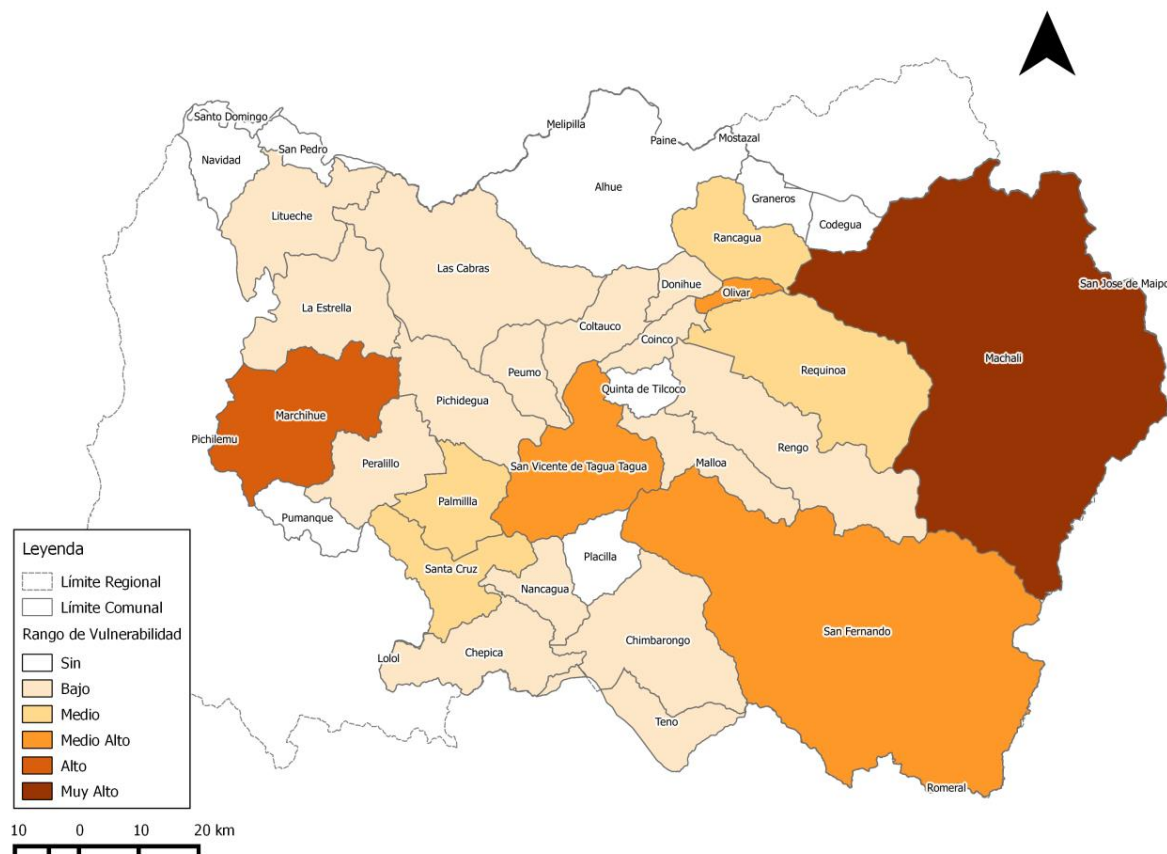 Santo Domingo
Melipilla
Mostazal
Paine
San Pedro
Navidad
Alhue
Graneros
Litueche
Codegua
Rancagua
Las Cabras
Donihue
San Jose de Maipo
Olivar
La Estrella
Coltauco
Coinco
Machali
Peumo
Requinoa
Quinta de Tilcoco
Pichidegua
Marchihue
Pichilemu
Rengo
Peralillo
San Vicente de Tagua Tagua
Malloa
Palmillla
Pumanque
Placilla
Santa Cruz
Nancagua
San Fernando
Chimbarongo
Lolol
Chepica
Teno
Romeral
Leyenda
Límite Regional
Límite Comunal
Rango de Vulnerabilidad
Sin
Bajo
Medio
Medio Alto
Alto
Muy Alto
10 0 10 20 km